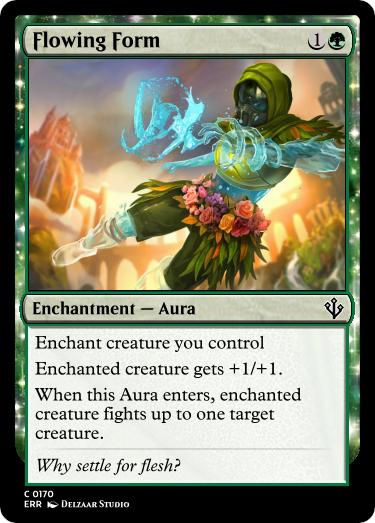 Flowing Form 1
Enchantment — Aura
Enchant creature you control
Enchanted creature gets +1/+1.
When this Aura enters, enchanted
creature fights up to one target
creature.
Why settle for flesh?
C 0170
ERR Delzaar Studio